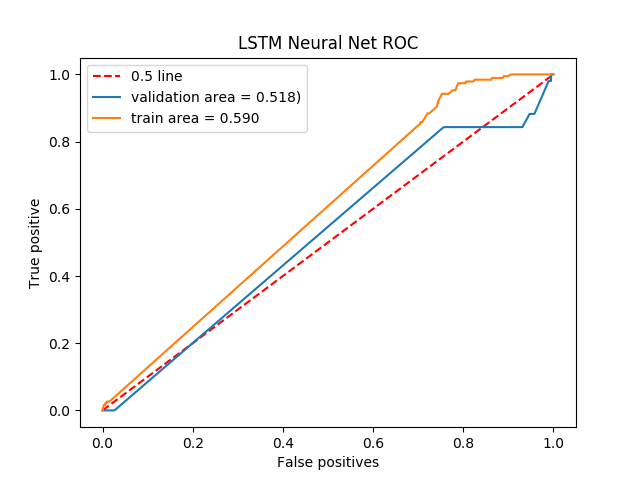 LSTM Neural Net ROC
0.5 line
validation area = 0.518)
train area = 0.590
1.0
0.8
0.6
0.4
0.2
0.0
True positive
0.0 0.2 0.4 0.6 0.8 1.0
False positives